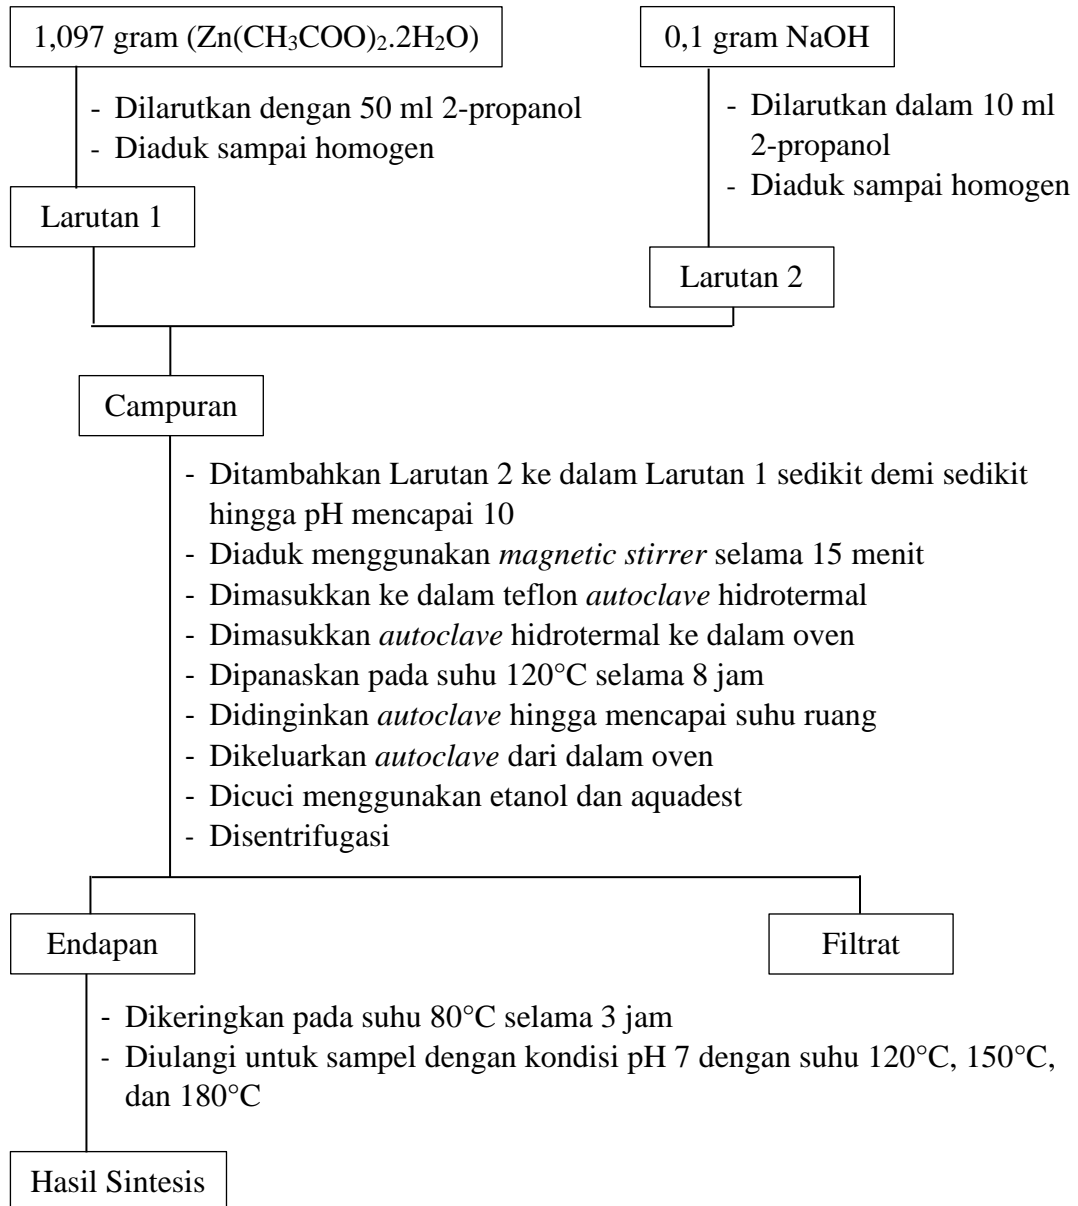 1,097 gram (Zn(CH₃COO)₂.2H₂O)
0,1 gram NaOH
- Dilarutkan dengan 50 ml 2-propanol
- Diaduk sampai homogen
- Dilarutkan dalam 10 ml
2-propanol
- Diaduk sampai homogen
Larutan 1
Larutan 2
Campuran
- Ditambahkan Larutan 2 ke dalam Larutan 1 sedikit demi sedikit
hingga pH mencapai 10
- Diaduk menggunakan magnetic stirrer selama 15 menit
- Dimasukkan ke dalam teflon autoclave hidrotermal
- Dimasukkan autoclave hidrotermal ke dalam oven
- Dipanaskan pada suhu 120°C selama 8 jam
- Didinginkan autoclave hingga mencapai suhu ruang
- Dikeluarkan autoclave dari dalam oven
- Dicuci menggunakan etanol dan aquadest
- Disentrifugasi
Endapan
Filtrat
- Dikeringkan pada suhu 80°C selama 3 jam
- Diulangi untuk sampel dengan kondisi pH 7 dengan suhu 120°C, 150°C,
dan 180°C
Hasil Sintesis